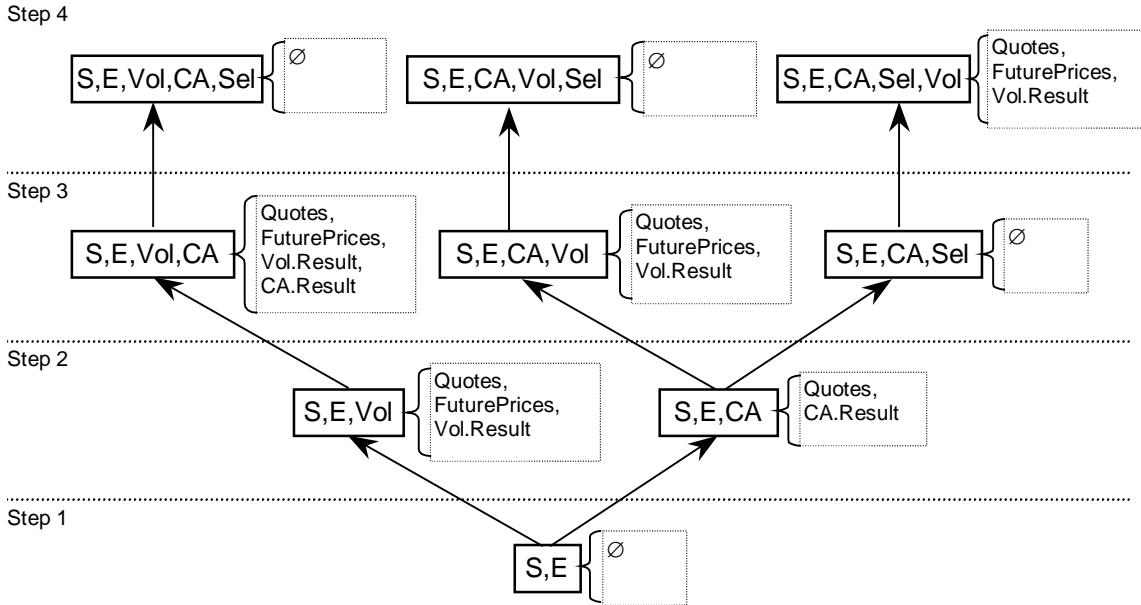 Step 4
S,E,Vol,CA,Sel
∅
S,E,CA,Vol,Sel
∅
S,E,CA,Sel,Vol
Quotes,
FuturePrices,
Vol.Result
Step 3
S,E,Vol,CA
Quotes,
FuturePrices,
Vol.Result,
CA.Result
S,E,CA,Vol
Quotes,
FuturePrices,
Vol.Result
S,E,CA,Sel
∅
Step 2
S,E,Vol
Quotes,
FuturePrices,
Vol.Result
S,E,CA
Quotes,
CA.Result
Step 1
S,E
∅